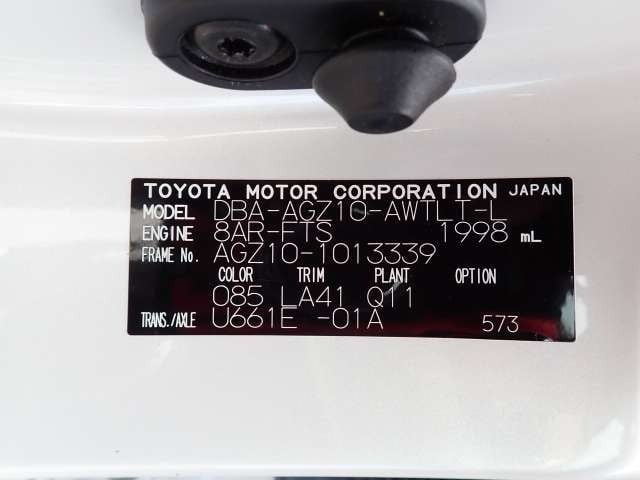 TOYOTA MOTOR CORPORATION JAPAN
MODEL DBA-AGZ10-AWTLT-L
ENGINE 8AR-FTS 1998 mL
FRAME No. AGZ10-1013339
COLOR TRIM PLANT OPTION
085 LA41 Q11
TRANS./AXLE U661E -01A 573